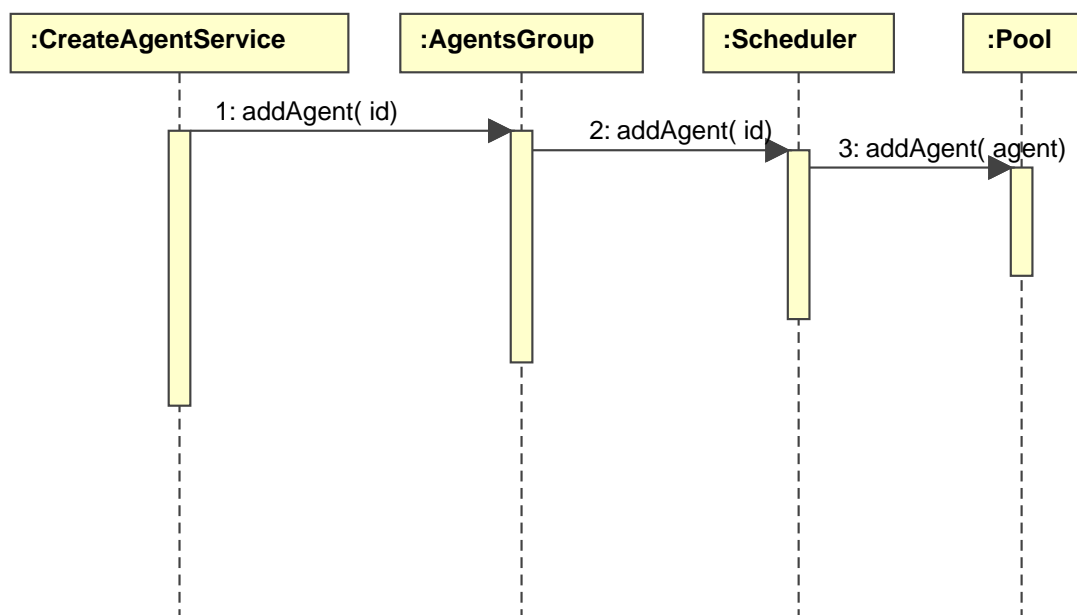 :CreateAgentService
:AgentsGroup
:Scheduler
:Pool
1: addAgent( id)
2: addAgent( id)
3: addAgent( agent)